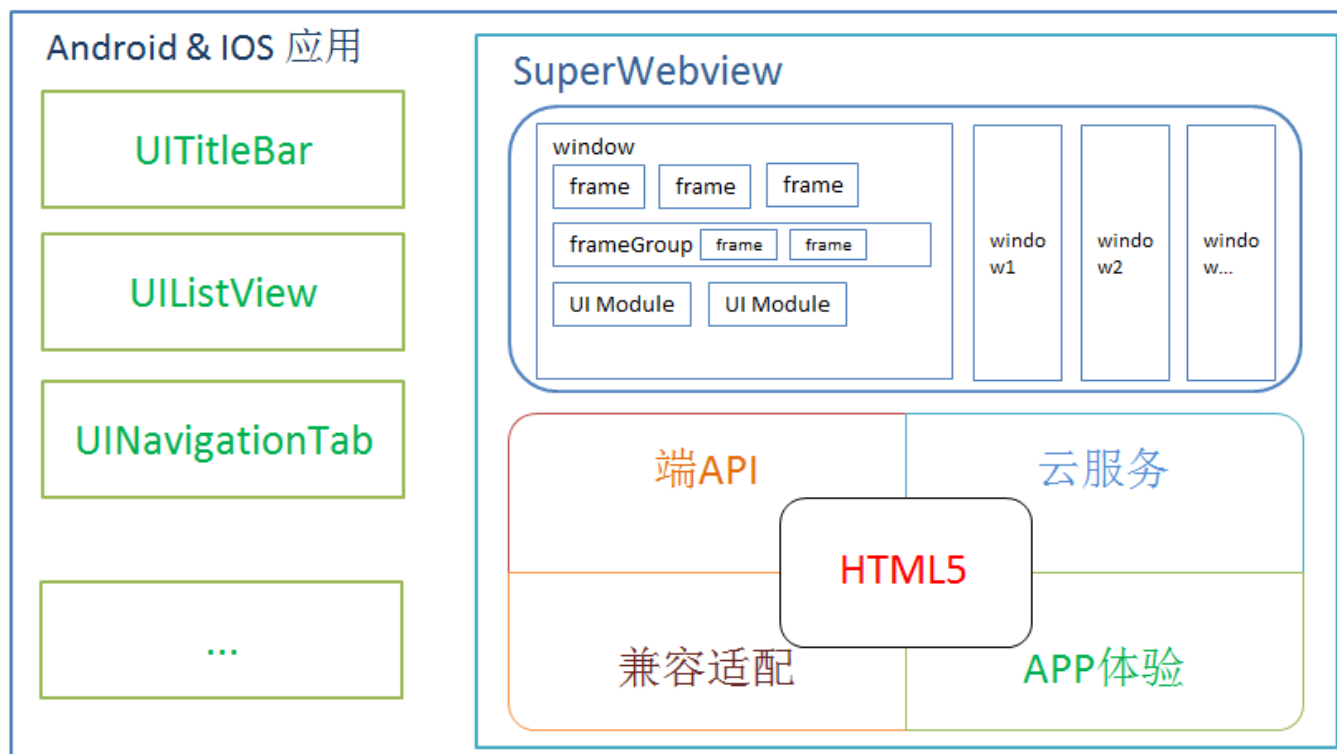 Android & IOS 应用
UITitleBar
UIListView
UINavigationTab
...
SuperWebview
window
frame frame frame
frameGroup frame frame
UI Module UI Module
windo
w1
windo
w2
windo
w...
端API
云服务
HTML5
兼容适配
APP体验